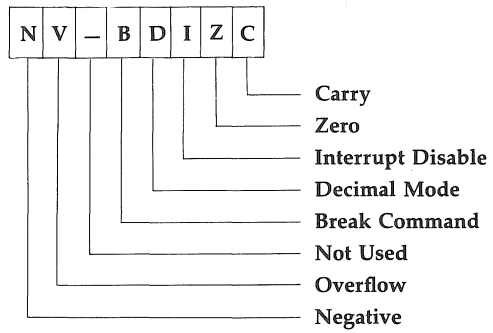 N V – B D I Z C
Carry
Zero
Interrupt Disable
Decimal Mode
Break Command
Not Used
Overflow
Negative